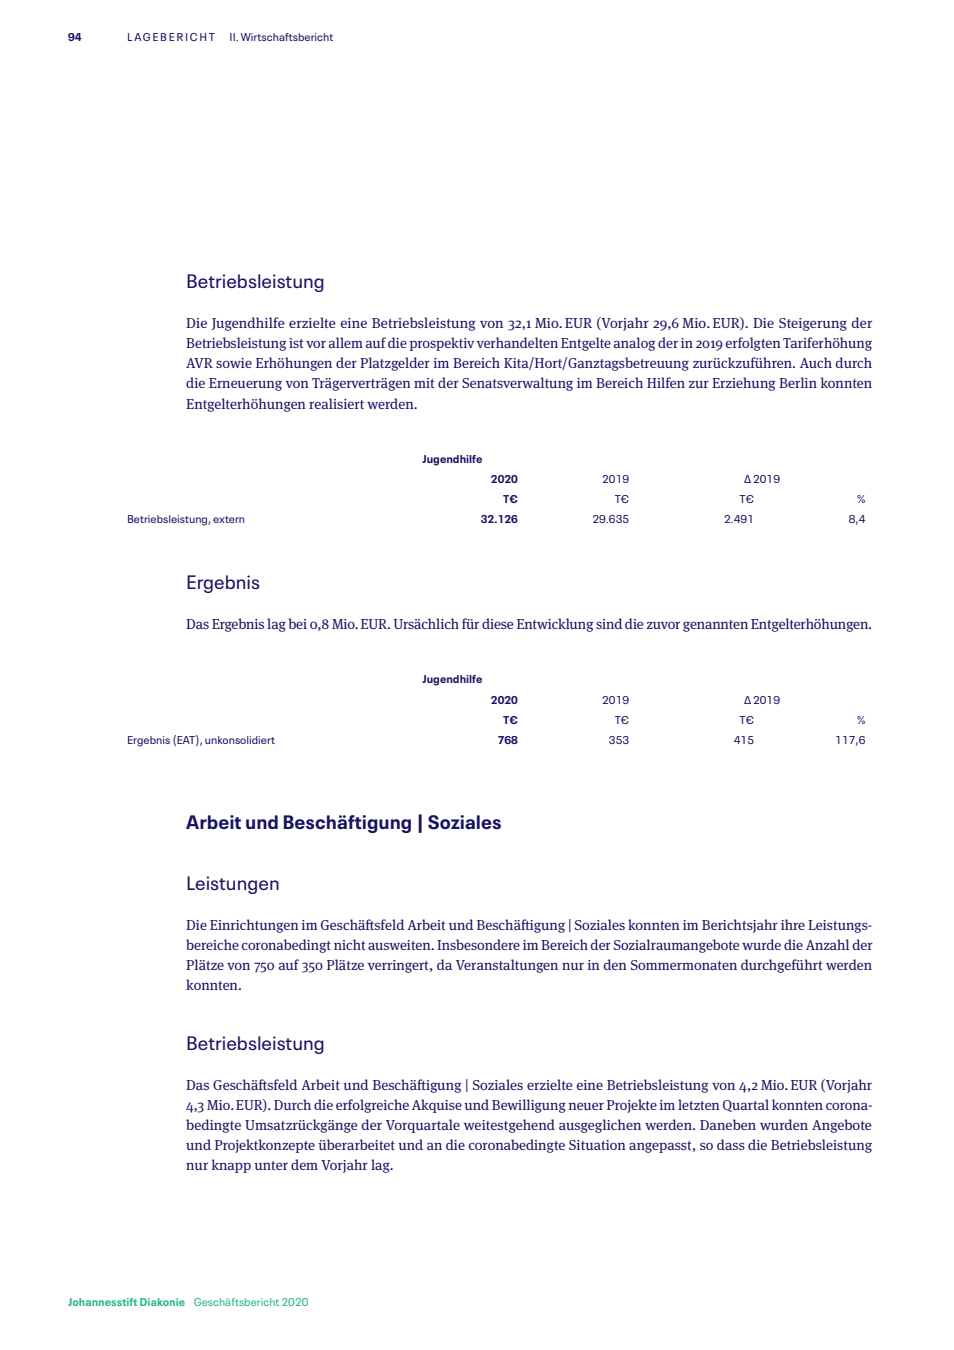 94 LAGEBERICHT II. Wirtschaftsbericht
Betriebsleistung
Die Jugendhilfe erzielte eine Betriebsleistung von 32,1 Mio. EUR (Vorjahr 29,6 Mio. EUR). Die Steigerung der
Betriebsleistung ist vor allem auf die prospektiv verhandelten Entgelte analog der in 2019 erfolgten Tariferhöhung
AVR sowie Erhöhungen der Platzgelder im Bereich Kita/Hort/Ganztagsbetreuung zurückzuführen. Auch durch
die Erneuerung von Trägerverträgen mit der Senatsverwaltung im Bereich Hilfen zur Erziehung Berlin konnten
Entgelterhöhungen realisiert werden.
Jugendhilfe
2020 2019 Δ 2019
T€ T€ T€ %
Betriebsleistung, extern 32.126 29.635 2.491 8,4
Ergebnis
Das Ergebnis lag bei 0,8 Mio. EUR. Ursächlich für diese Entwicklung sind die zuvor genannten Entgelterhöhungen.
Jugendhilfe
2020 2019 Δ 2019
T€ T€ T€ %
Ergebnis (EAT), unkonsolidiert 768 353 415 117,6
Arbeit und Beschäftigung | Soziales
Leistungen
Die Einrichtungen im Geschäftsfeld Arbeit und Beschäftigung | Soziales konnten im Berichtsjahr ihre Leistungs-
bereiche coronabedingt nicht ausweiten. Insbesondere im Bereich der Sozialraumangebote wurde die Anzahl der
Plätze von 750 auf 350 Plätze verringert, da Veranstaltungen nur in den Sommermonaten durchgeführt werden
konnten.
Betriebsleistung
Das Geschäftsfeld Arbeit und Beschäftigung | Soziales erzielte eine Betriebsleistung von 4,2 Mio. EUR (Vorjahr
4,3 Mio. EUR). Durch die erfolgreiche Akquise und Bewilligung neuer Projekte im letzten Quartal konnten corona-
bedingte Umsatzrückgänge der Vorquartale weitestgehend ausgeglichen werden. Daneben wurden Angebote
und Projektkonzepte überarbeitet und an die coronabedingte Situation angepasst, so dass die Betriebsleistung
nur knapp unter dem Vorjahr lag.
Johannesstift Diakonie Geschäftsbericht 2020